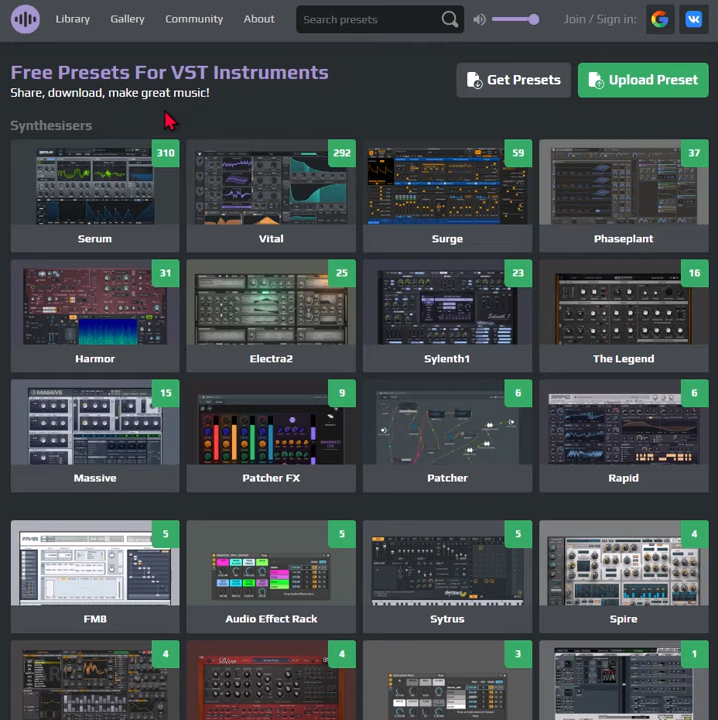 Library Gallery Community About Search presets Join / Sign in:
Free Presets For VST Instruments
Share, download, make great music!
Get Presets Upload Preset
Synthesisers
310 292 59 37
Serum Vital Surge Phaseplant
31 25 23 16
Harmor Electra2 Sylenth1 The Legend
15 9 6 6
MASSIVE
Massive Patcher FX Patcher Rapid
5 5 5 4
FM8
FM8 Audio Effect Rack Sytrus Spire
4 4 3 1